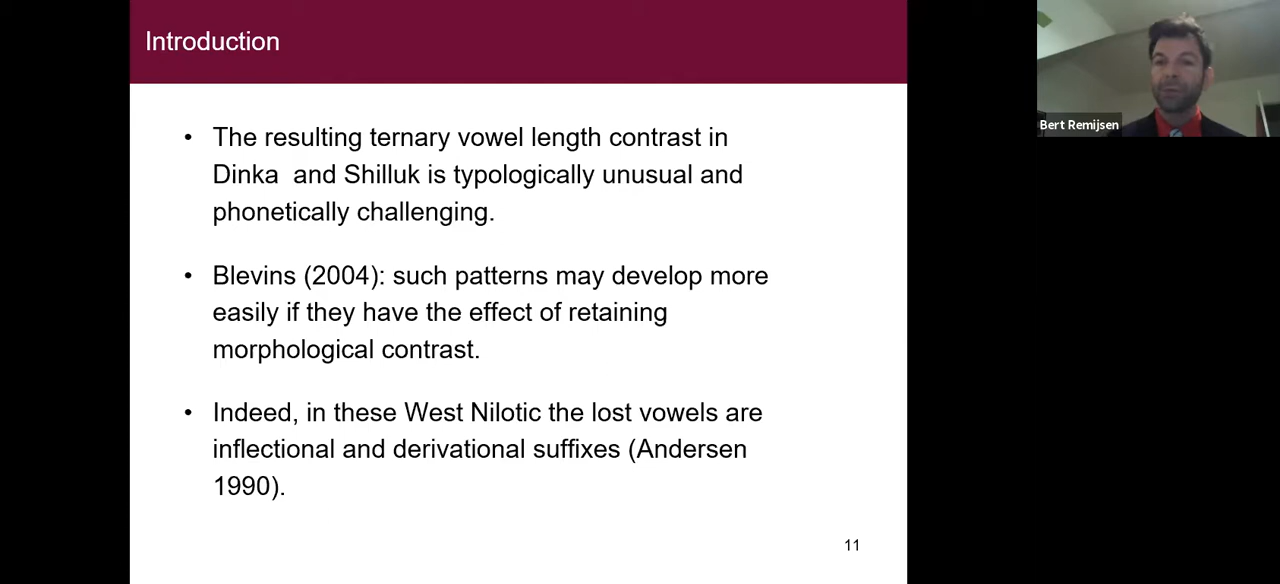 Introduction
• The resulting ternary vowel length contrast in
Dinka  and Shilluk is typologically unusual and
phonetically challenging.
• Blevins (2004): such patterns may develop more
easily if they have the effect of retaining
morphological contrast.
• Indeed, in these West Nilotic the lost vowels are
inflectional and derivational suffixes (Andersen
1990).
11
Bert Remijsen